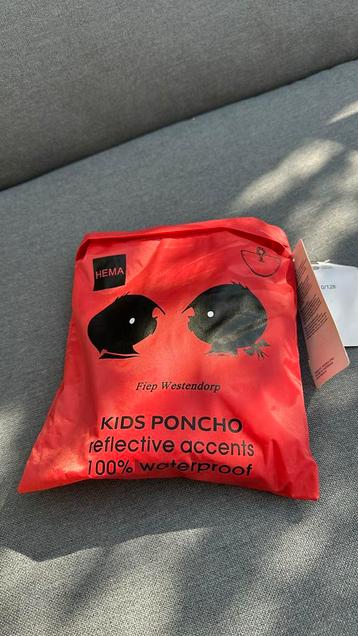 HEMA
Fiep Westendorp
KIDS PONCHO
reflective accents
100% waterproof